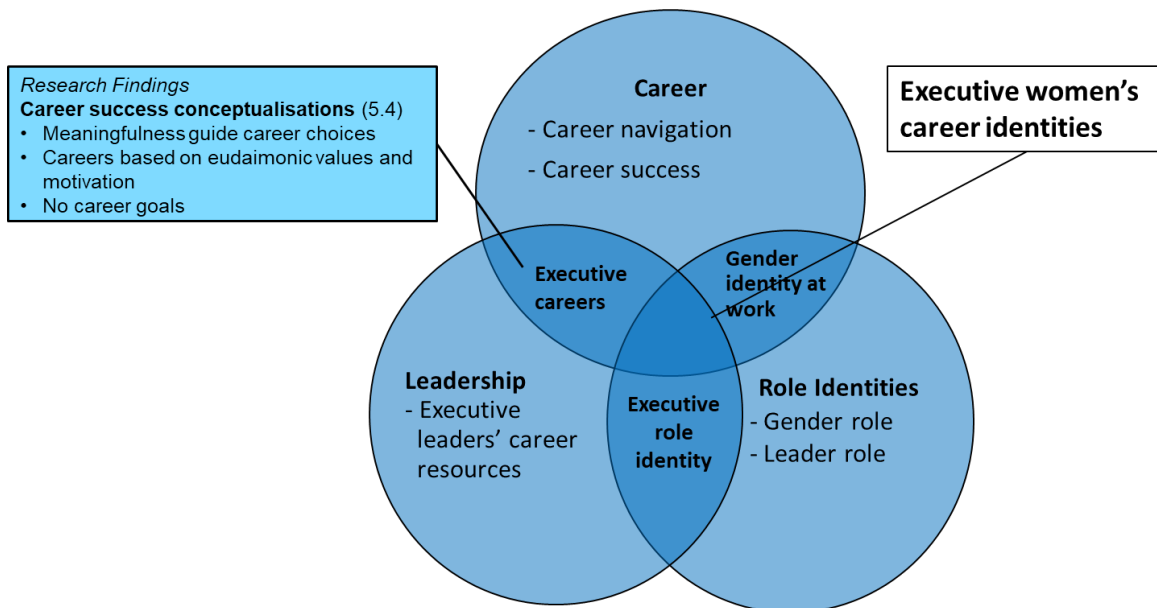 Research Findings
Career success conceptualisations (5.4)
• Meaningfulness guide career choices
• Careers based on eudaimonic values and
motivation
• No career goals
Career
- Career navigation
- Career success
Executive women's
career identities
Executive
careers
Gender
identity at
work
Leadership
- Executive
leaders' career
resources
Executive
role
identity
Role Identities
- Gender role
- Leader role